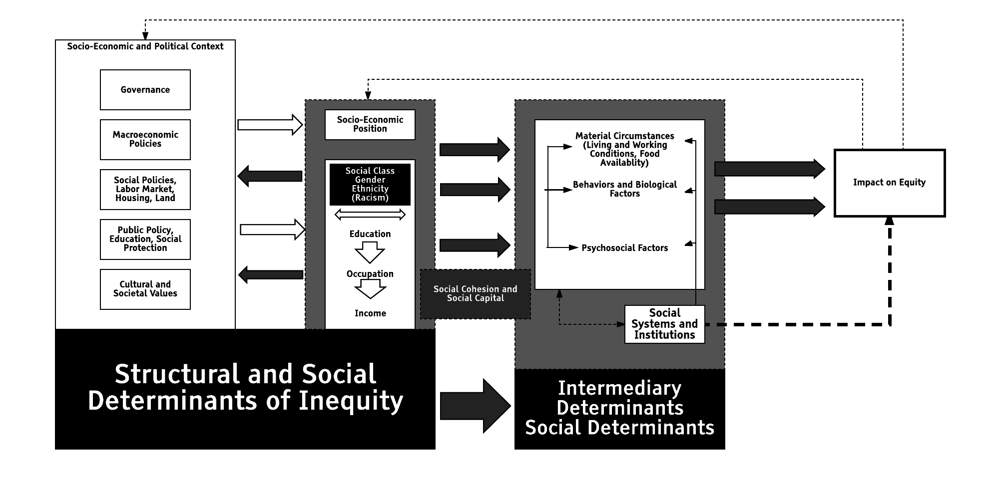 Socio-Economic and Political Context
Governance
Macroeconomic
Policies
Social Policies,
Labor Market,
Housing, Land
Public Policy,
Education, Social
Protection
Cultural and
Societal Values
Socio-Economic
Position
Social Class
Gender
Ethnicity
(Racism)
Education
Occupation
Income
Structural and Social
Determinants of Inequity
Social Cohesion and
Social Capital
Material Circumstances
(Living and Working
Conditions, Food
Availablity)
Behaviors and Biological
Factors
Psychosocial Factors
Social
Systems and
Institutions
Intermediary
Determinants
Social Determinants
Impact on Equity